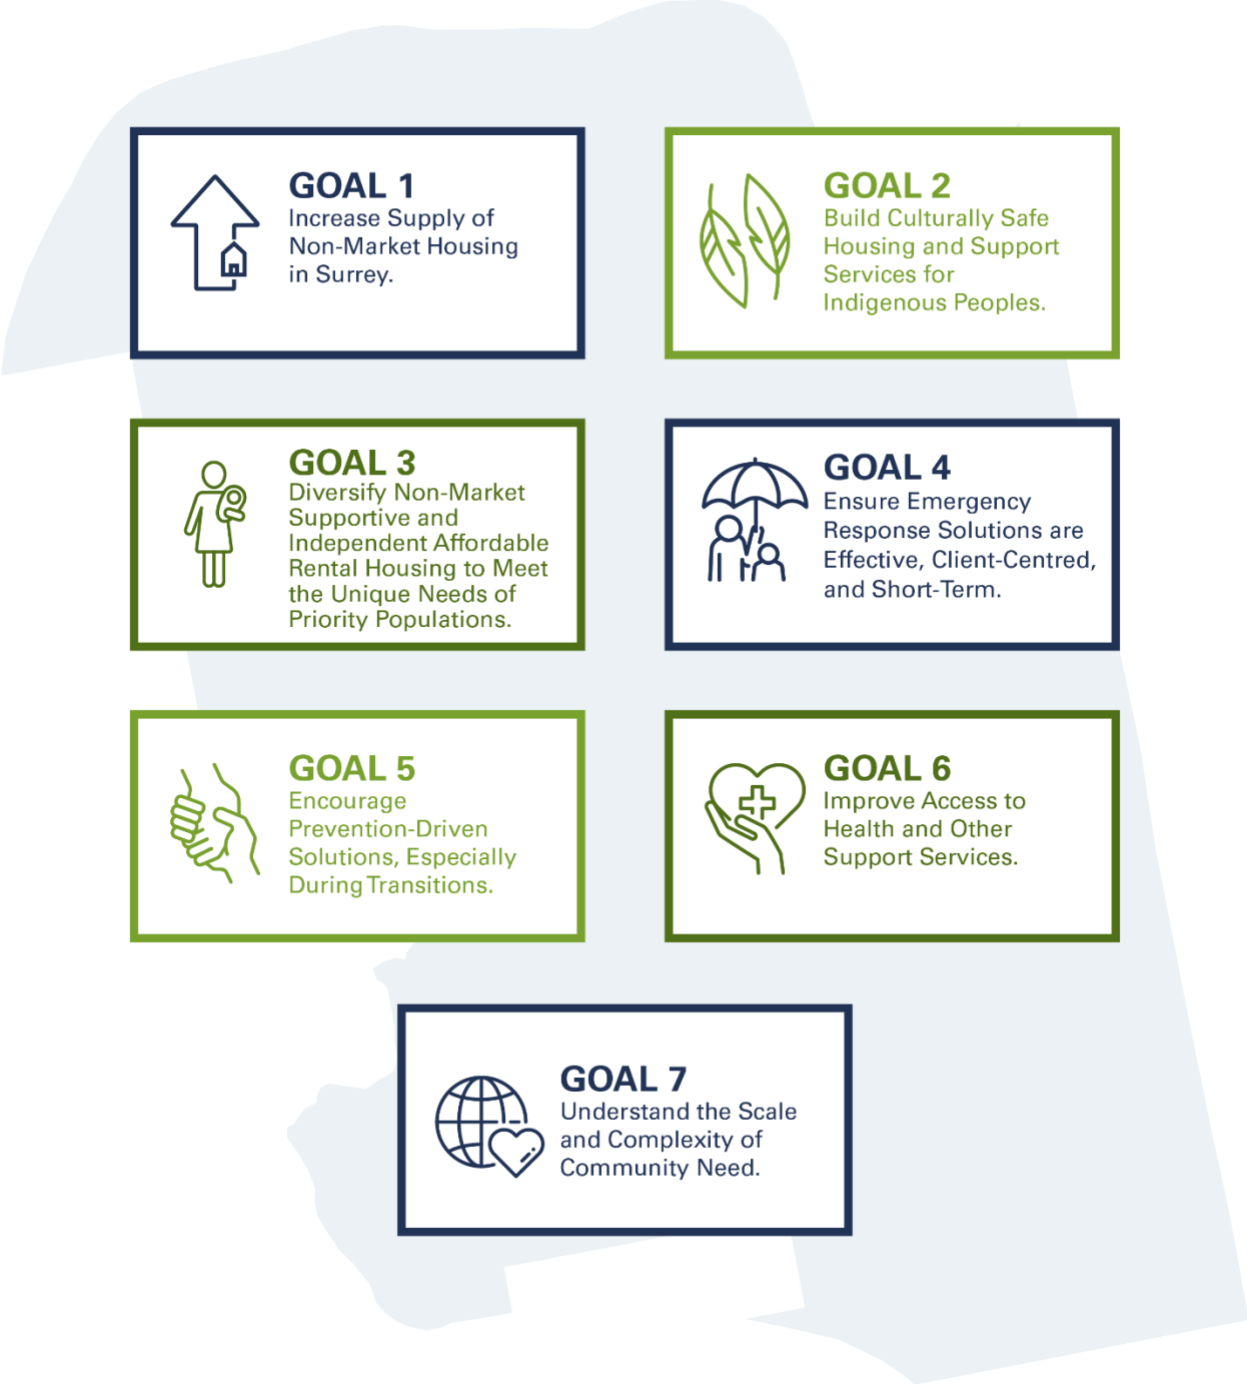 GOAL 1
Increase Supply of
Non-Market Housing
in Surrey.
GOAL 2
Build Culturally Safe
Housing and Support
Services for
Indigenous Peoples.
GOAL 3
Diversify Non-Market
Supportive and
Independent Affordable
Rental Housing to Meet
the Unique Needs of
Priority Populations.
GOAL 4
Ensure Emergency
Response Solutions are
Effective, Client-Centred,
and Short-Term.
GOAL 5
Encourage
Prevention-Driven
Solutions, Especially
During Transitions.
GOAL 6
Improve Access to
Health and Other
Support Services.
GOAL 7
Understand the Scale
and Complexity of
Community Need.